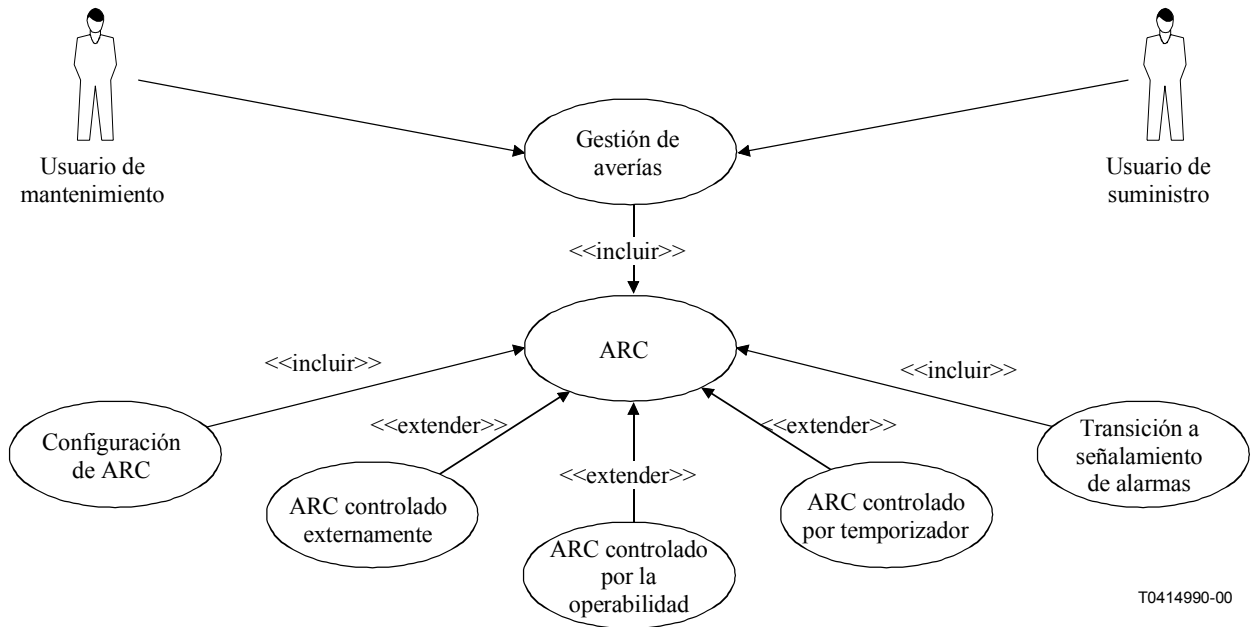 Usuario de
mantenimiento
Gestión de
averías
Usuario de
suministro
<<incluir>>
ARC
<<incluir>>
<<incluir>>
<<extender>>
<<extender>>
<<extender>>
Configuración
de ARC
Transición a
señalamiento
de alarmas
ARC controlado
externamente
ARC controlado
por temporizador
ARC controlado
por la
operabilidad
T0414990-00